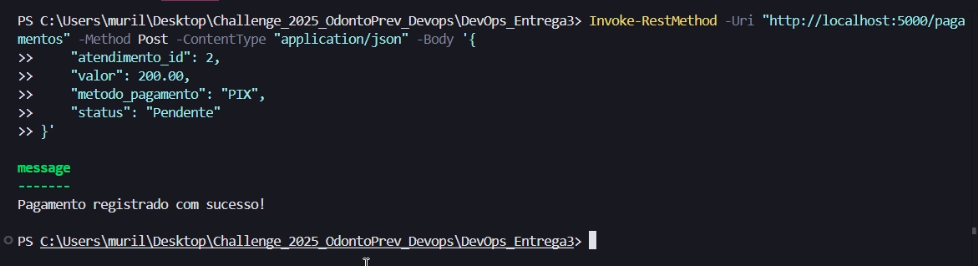 PS C:\Users\muril\Desktop\Challenge_2025_OdontoPrev_Devops\DevOps_Entrega3> Invoke-RestMethod -Uri "http://localhost:5000/paga
mentos" -Method Post -ContentType "application/json" -Body '{
>>     "atendimento_id": 2,
>>     "valor": 200.00,
>>     "metodo_pagamento": "PIX",
>>     "status": "Pendente"
>> }'
message
-------
Pagamento registrado com sucesso!
PS C:\Users\muril\Desktop\Challenge_2025_OdontoPrev_Devops\DevOps_Entrega3>